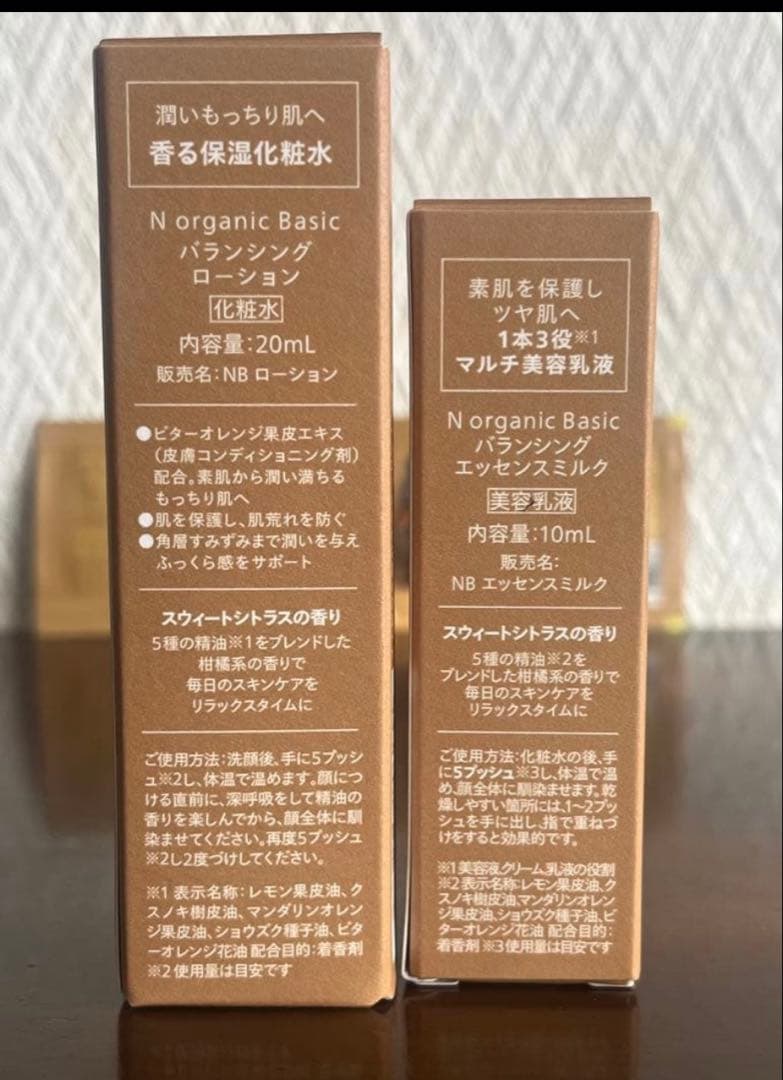 潤いもっちり肌へ
香る保湿化粧水
N organic Basic
バランシング
ローション
化粧水
内容量：20mL
販売名：NB ローション
●ビターオレンジ果皮エキス
（皮膚コンディショニング剤）
配合。素肌から潤い満ちる
もっちり肌へ
●肌を保護し、肌荒れを防ぐ
●角層すみずみまで潤いを与え
ふっくら感をサポート
スウィートシトラスの香り
5種の精油※1をブレンドした
柑橘系の香りで
毎日のスキンケアを
リラックスタイムに
ご使用方法：洗顔後、手に5プッシ
ュ※2し、体温で温めます。顔につ
ける直前に、深呼吸をして精油の
香りを楽しんでから、顔全体に馴
染ませてください。再度5プッシュ
※2し2度づけしてください。
※1 表示名称：レモン果皮油、ク
スノキ樹皮油、マンダリンオレン
ジ果皮油、ショウズク種子油、ビタ
ーオレンジ花油 配合目的：着香剤
※2 使用量は目安です
素肌を保護し
ツヤ肌へ
1本3役※1
マルチ美容乳液
N organic Basic
バランシング
エッセンスミルク
美容乳液
内容量：10mL
販売名：
NB エッセンスミルク
スウィートシトラスの香り
5種の精油※2を
ブレンドした柑橘系の香りで
毎日のスキンケアを
リラックスタイムに
ご使用方法：化粧水の後、手
に5プッシュ※3し、体温で温
め、顔全体に馴染ませます。乾
燥しやすい箇所には、1〜2プッ
シュを手に出し、指で重ねづ
けをすると効果的です。
※1 美容液、クリーム、乳液の役割
※2 表示名称：レモン果皮油、ク
スノキ樹皮油、マンダリンオレン
ジ果皮油、ショウズク種子油、ビ
ターオレンジ花油 配合目的：
着香剤 ※3 使用量は目安です